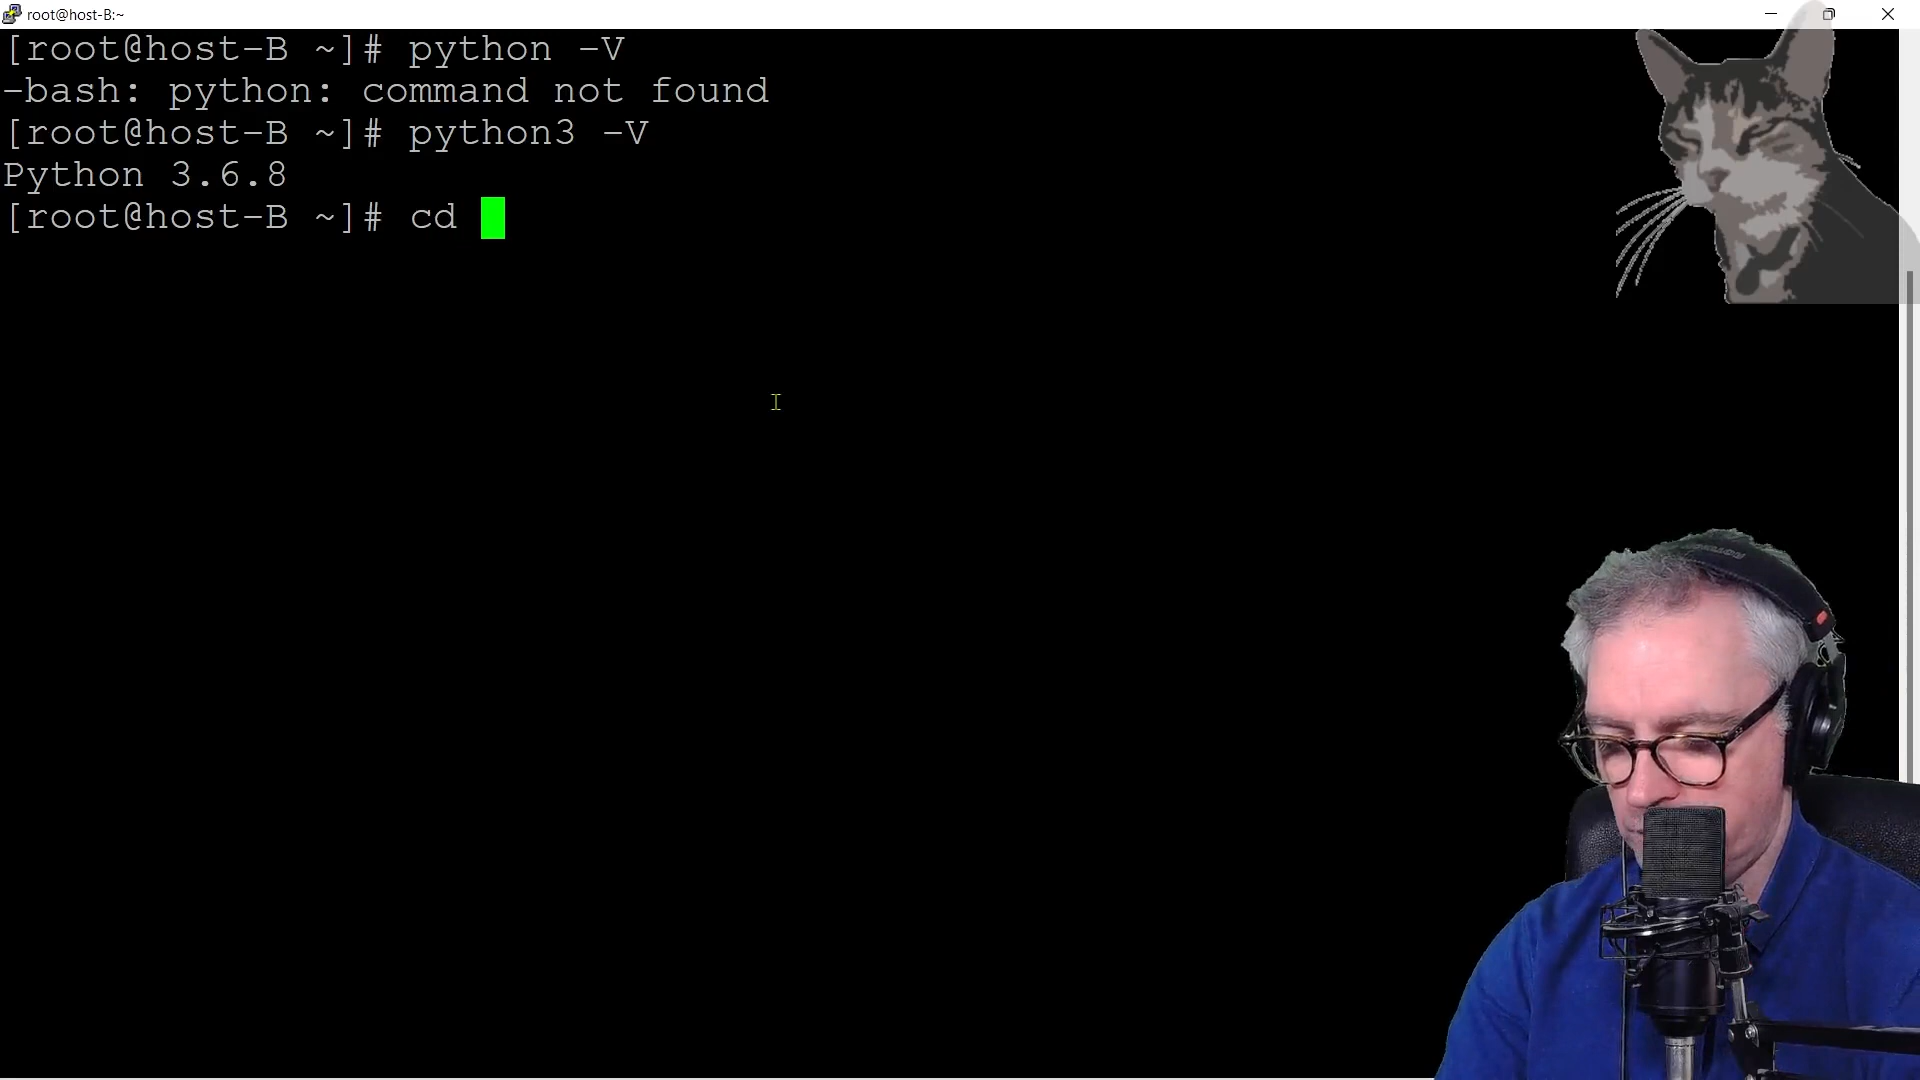 root@host-B:~
[root@host-B ~]# python -V
-bash: python: command not found
[root@host-B ~]# python3 -V
Python 3.6.8
[root@host-B ~]# cd